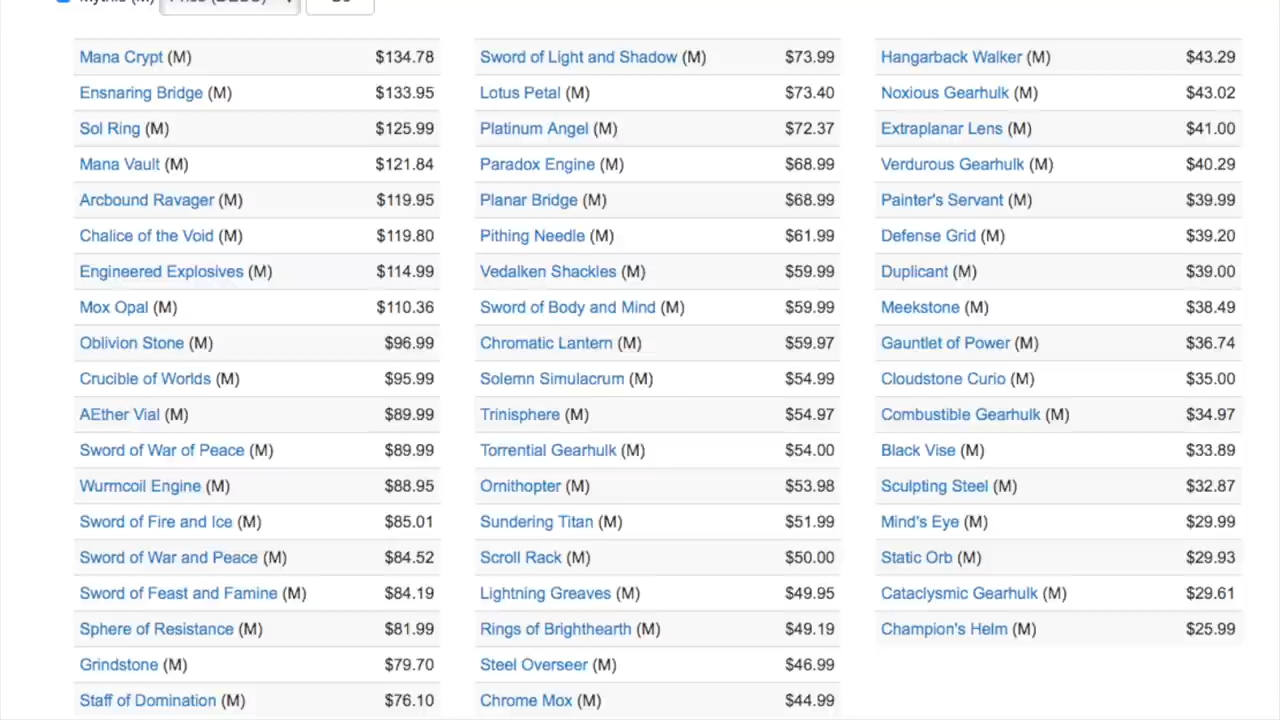 Mana Crypt (M) $134.78
Ensnaring Bridge (M) $133.95
Sol Ring (M) $125.99
Mana Vault (M) $121.84
Arcbound Ravager (M) $119.95
Chalice of the Void (M) $119.80
Engineered Explosives (M) $114.99
Mox Opal (M) $110.36
Oblivion Stone (M) $96.99
Crucible of Worlds (M) $95.99
AEther Vial (M) $89.99
Sword of War of Peace (M) $89.99
Wurmcoil Engine (M) $88.95
Sword of Fire and Ice (M) $85.01
Sword of War and Peace (M) $84.52
Sword of Feast and Famine (M) $84.19
Sphere of Resistance (M) $81.99
Grindstone (M) $79.70
Staff of Domination (M) $76.10
Sword of Light and Shadow (M) $73.99
Lotus Petal (M) $73.40
Platinum Angel (M) $72.37
Paradox Engine (M) $68.99
Planar Bridge (M) $68.99
Pithing Needle (M) $61.99
Vedalken Shackles (M) $59.99
Sword of Body and Mind (M) $59.99
Chromatic Lantern (M) $59.97
Solemn Simulacrum (M) $54.99
Trinisphere (M) $54.97
Torrential Gearhulk (M) $54.00
Ornithopter (M) $53.98
Sundering Titan (M) $51.99
Scroll Rack (M) $50.00
Lightning Greaves (M) $49.95
Rings of Brighthearth (M) $49.19
Steel Overseer (M) $46.99
Chrome Mox (M) $44.99
Hangarback Walker (M) $43.29
Noxious Gearhulk (M) $43.02
Extraplanar Lens (M) $41.00
Verdurous Gearhulk (M) $40.29
Painter's Servant (M) $39.99
Defense Grid (M) $39.20
Duplicant (M) $39.00
Meekstone (M) $38.49
Gauntlet of Power (M) $36.74
Cloudstone Curio (M) $35.00
Combustible Gearhulk (M) $34.97
Black Vise (M) $33.89
Sculpting Steel (M) $32.87
Mind's Eye (M) $29.99
Static Orb (M) $29.93
Cataclysmic Gearhulk (M) $29.61
Champion's Helm (M) $25.99